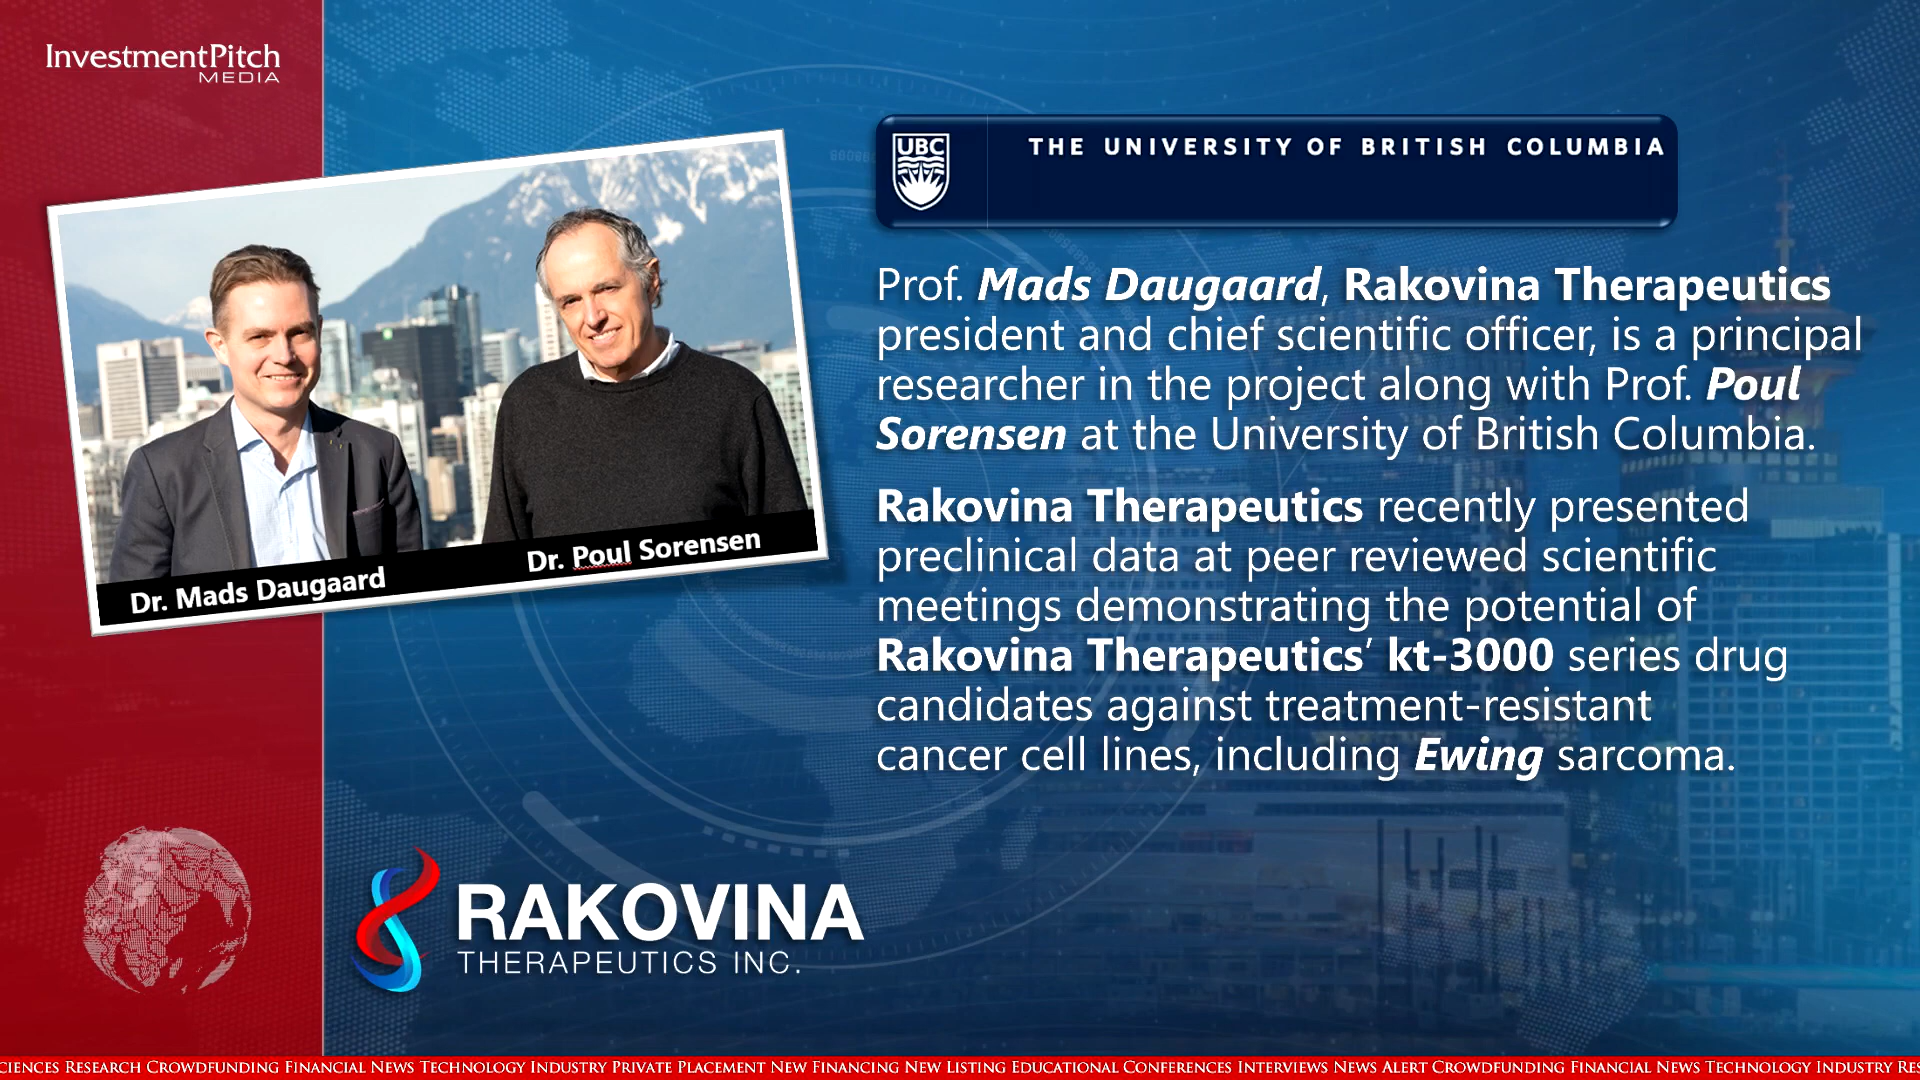 InvestmentPitch
MEDIA
UBC
THE UNIVERSITY OF BRITISH COLUMBIA
Prof. Mads Daugaard, Rakovina Therapeutics
president and chief scientific officer, is a principal
researcher in the project along with Prof. Poul
Sorensen at the University of British Columbia.
Rakovina Therapeutics recently presented
preclinical data at peer reviewed scientific
meetings demonstrating the potential of
Rakovina Therapeutics’ kt-3000 series drug
candidates against treatment-resistant
cancer cell lines, including Ewing sarcoma.
Dr. Mads Daugaard
Dr. Poul Sorensen
RAKOVINA
THERAPEUTICS INC.
CIENCES RESEARCH CROWDFUNDING FINANCIAL NEWS TECHNOLOGY INDUSTRY PRIVATE PLACEMENT NEW FINANCING NEW LISTING EDUCATIONAL CONFERENCES INTERVIEWS NEWS ALERT CROWDFUNDING FINANCIAL NEWS TECHNOLOGY INDUSTRY RES